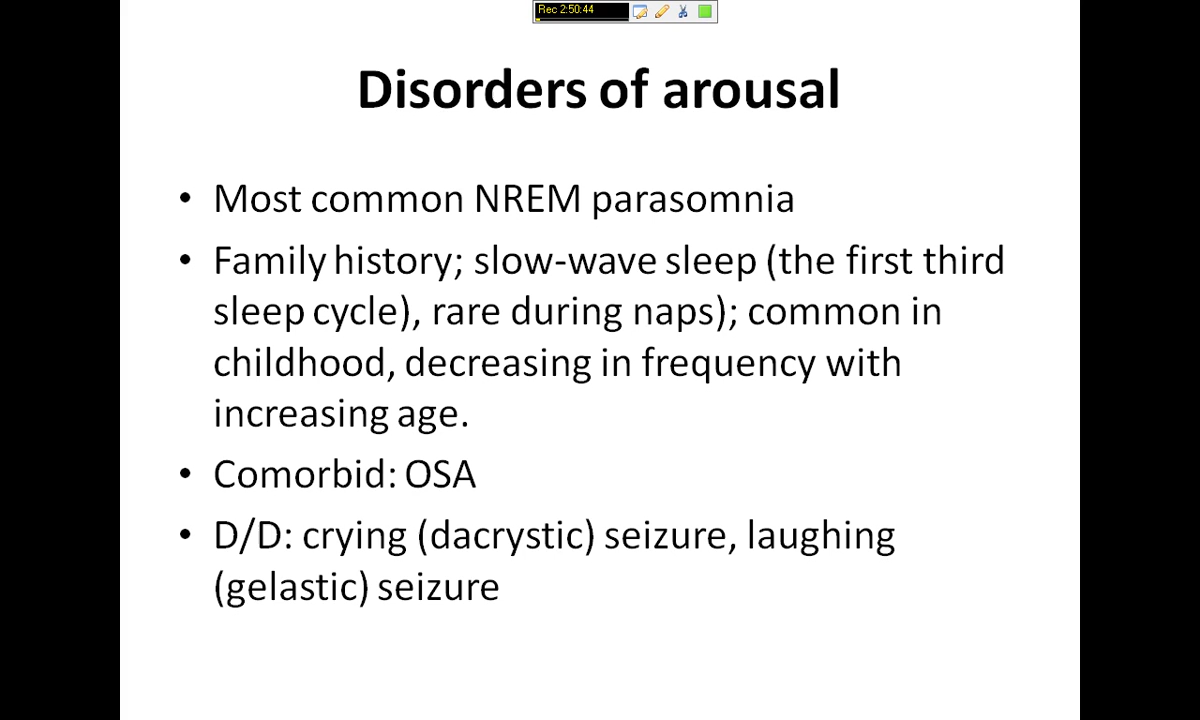 Rec 2:50:44
Disorders of arousal
• Most common NREM parasomnia
• Family history; slow-wave sleep (the first third
sleep cycle), rare during naps); common in
childhood, decreasing in frequency with
increasing age.
• Comorbid: OSA
• D/D: crying (dacrystic) seizure, laughing
(gelastic) seizure